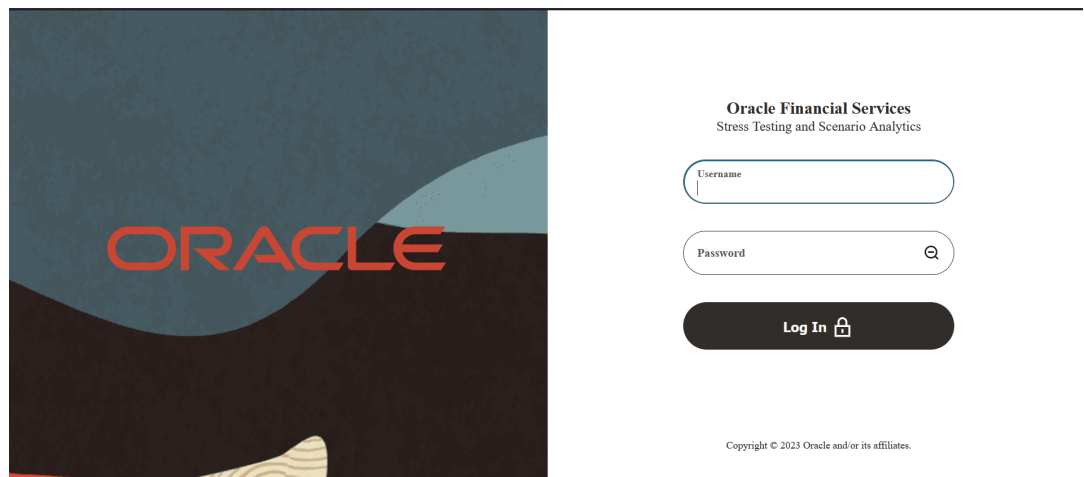 ORACLE
Oracle Financial Services
Stress Testing and Scenario Analytics
Username
Password
Log In
Copyright © 2023 Oracle and/or its affiliates.